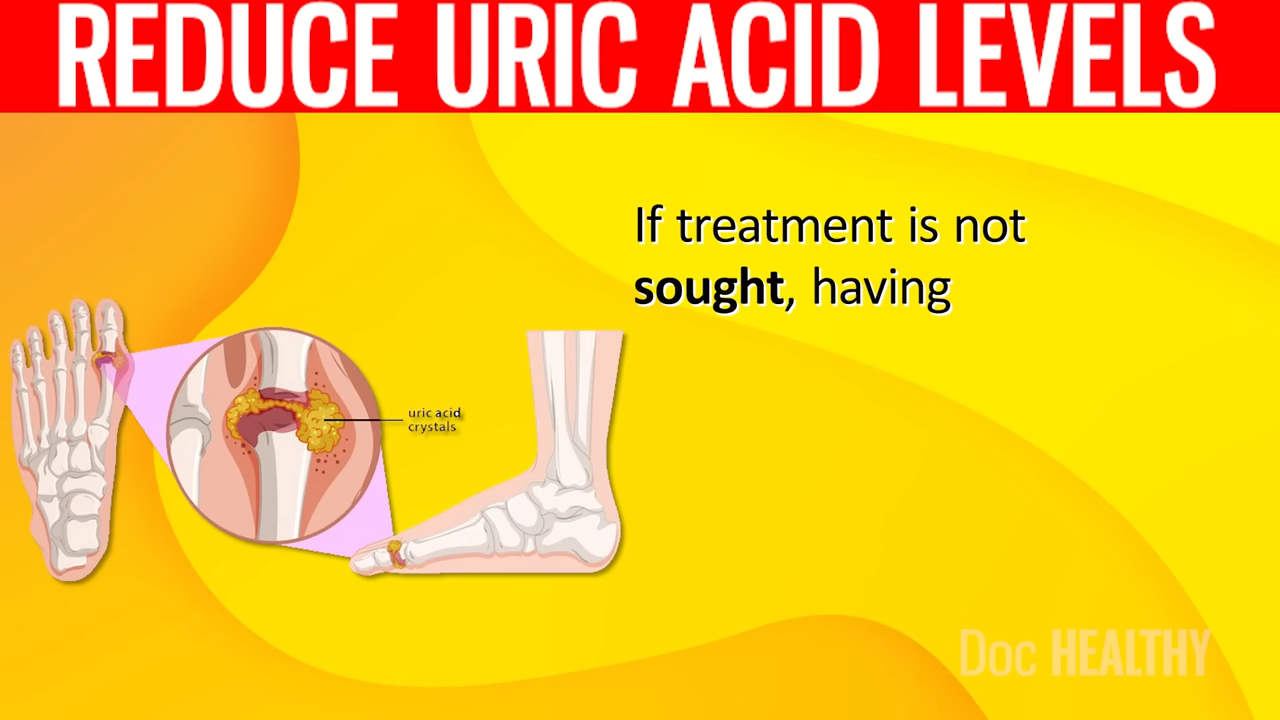 REDUCE URIC ACID LEVELS
If treatment is not
sought, having
uric acid
crystals
Doc HEALTHY